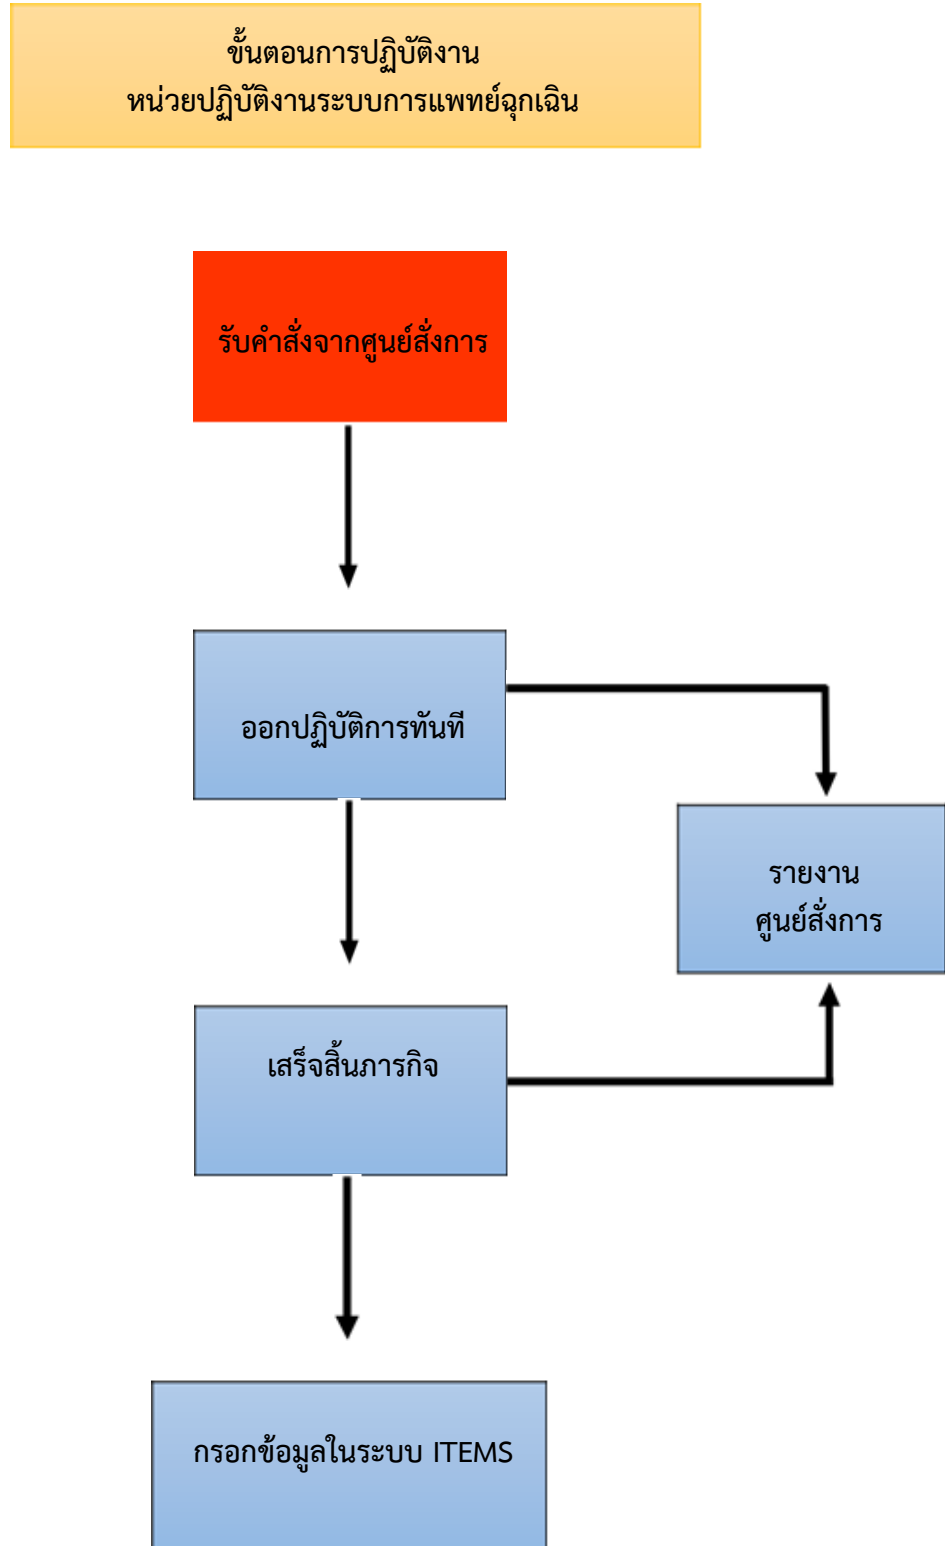 ขั้นตอนการปฏิบัติงาน
หน่วยปฏิบัติงานระบบการแพทย์ฉุกเฉิน
รับคำสั่งจากศูนย์สั่งการ
ออกปฏิบัติการทันที
รายงาน
ศูนย์สั่งการ
เสร็จสิ้นภารกิจ
กรอกข้อมูลในระบบ ITEMS